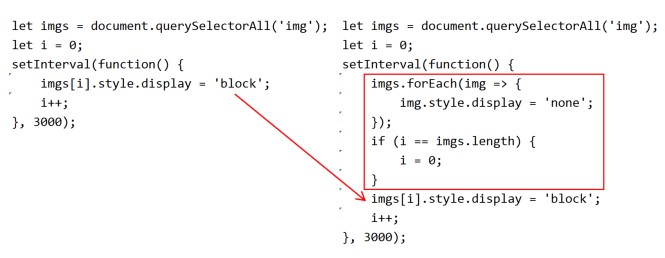 let imgs = document.querySelectorAll('img');
let i = 0;
setInterval(function() {
    imgs[i].style.display = 'block';
    i++;
}, 3000);
let imgs = document.querySelectorAll('img');
let i = 0;
setInterval(function() {
    imgs.forEach(img => {
        img.style.display = 'none';
    });
    if (i == imgs.length) {
        i = 0;
    }
    imgs[i].style.display = 'block';
    i++;
}, 3000);